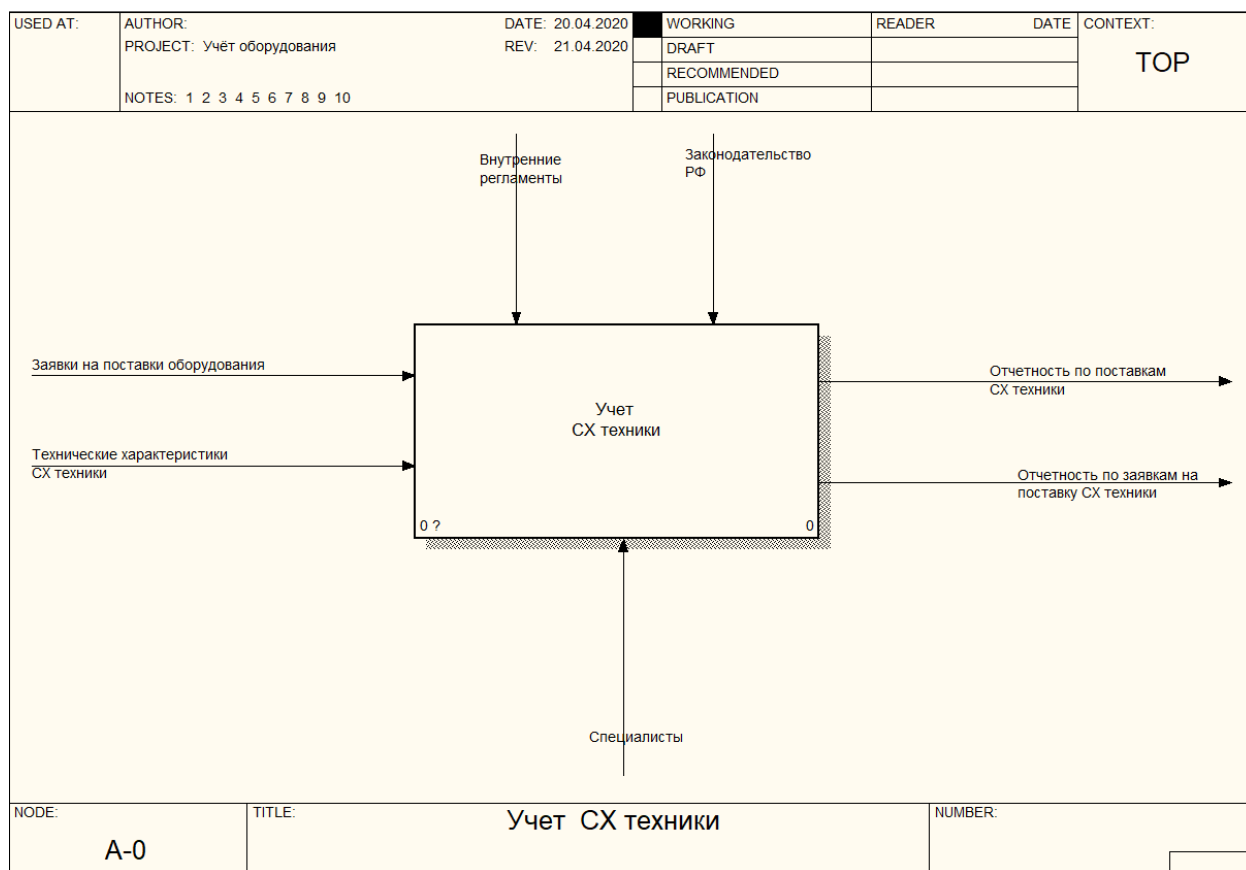 USED AT:
AUTHOR:
DATE: 20.04.2020
WORKING
READER
DATE
CONTEXT:
PROJECT: Учёт оборудования
REV: 21.04.2020
DRAFT
TOP
RECOMMENDED
NOTES: 1 2 3 4 5 6 7 8 9 10
PUBLICATION
Внутренние
регламенты
Законодательство
РФ
Заявки на поставки оборудования
Технические характеристики
СХ техники
Учет
СХ техники
0 ?
0
Отчетность по поставкам
СХ техники
Отчетность по заявкам на
поставку СХ техники
Специалисты
NODE:
A-0
TITLE:
Учет СХ техники
NUMBER: